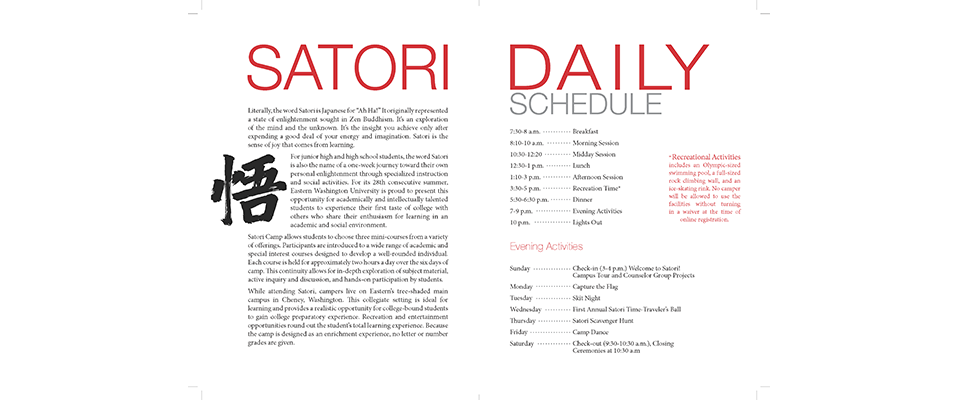 SATORI
Literally, the word Satori is Japanese for "Ah Ha!" It originally represented
a state of enlightenment sought in Zen Buddhism. It's an exploration
of the mind and the unknown. It's the insight you achieve only after
expending a good deal of your energy and imagination. Satori is the
sense of joy that comes from learning.
悟
For junior high and high school students, the word Satori
is also the name of a one-week journey toward their own
personal enlightenment through specialized instruction
and social activities. For its 28th consecutive summer,
Eastern Washington University is proud to present this
opportunity for academically and intellectually talented
students to experience their first taste of college with
others who share their enthusiasm for learning in an
academic and social environment.
Satori Camp allows students to choose three mini-courses from a variety
of offerings. Participants are introduced to a wide range of academic and
special interest courses designed to develop a well-rounded individual.
Each course is held for approximately two hours a day over the six days of
camp. This continuity allows for in-depth exploration of subject material,
active inquiry and discussion, and hands-on participation by students.
While attending Satori, campers live on Eastern's tree-shaded main
campus in Cheney, Washington. This collegiate setting is ideal for
learning and provides a realistic opportunity for college-bound students
to gain college preparatory experience. Recreation and entertainment
opportunities round out the student's total learning experience. Because
the camp is designed as an enrichment experience, no letter or number
grades are given.
DAILY
SCHEDULE
7:30-8 a.m. ············ Breakfast
8:10-10 a.m. ··········· Morning Session
10:30-12:20 ··········· Midday Session
12:30-1 p.m. ··········· Lunch
1:10-3 p.m. ············ Afternoon Session
3:30-5 p.m. ············ Recreation Time*
5:30-6:30 p.m. ········· Dinner
7-9 p.m. ·············· Evening Activities
10 p.m. ··············· Lights Out
*Recreational Activities
includes an Olympic-sized
swimming pool, a full-sized
rock climbing wall, and an
ice-skating rink. No camper
will be allowed to use the
facilities without turning
in a waiver at the time of
online registration.
Evening Activities
Sunday ··············· Check-in (3-4 p.m.) Welcome to Satori!
Campus Tour and Counselor Group Projects
Monday ·············· Capture the Flag
Tuesday ·············· Skit Night
Wednesday ··········· First Annual Satori Time-Traveler's Ball
Thursday ············· Satori Scavenger Hunt
Friday ················ Camp Dance
Saturday ············· Check-out (9:30-10:30 a.m.), Closing
Ceremonies at 10:30 a.m